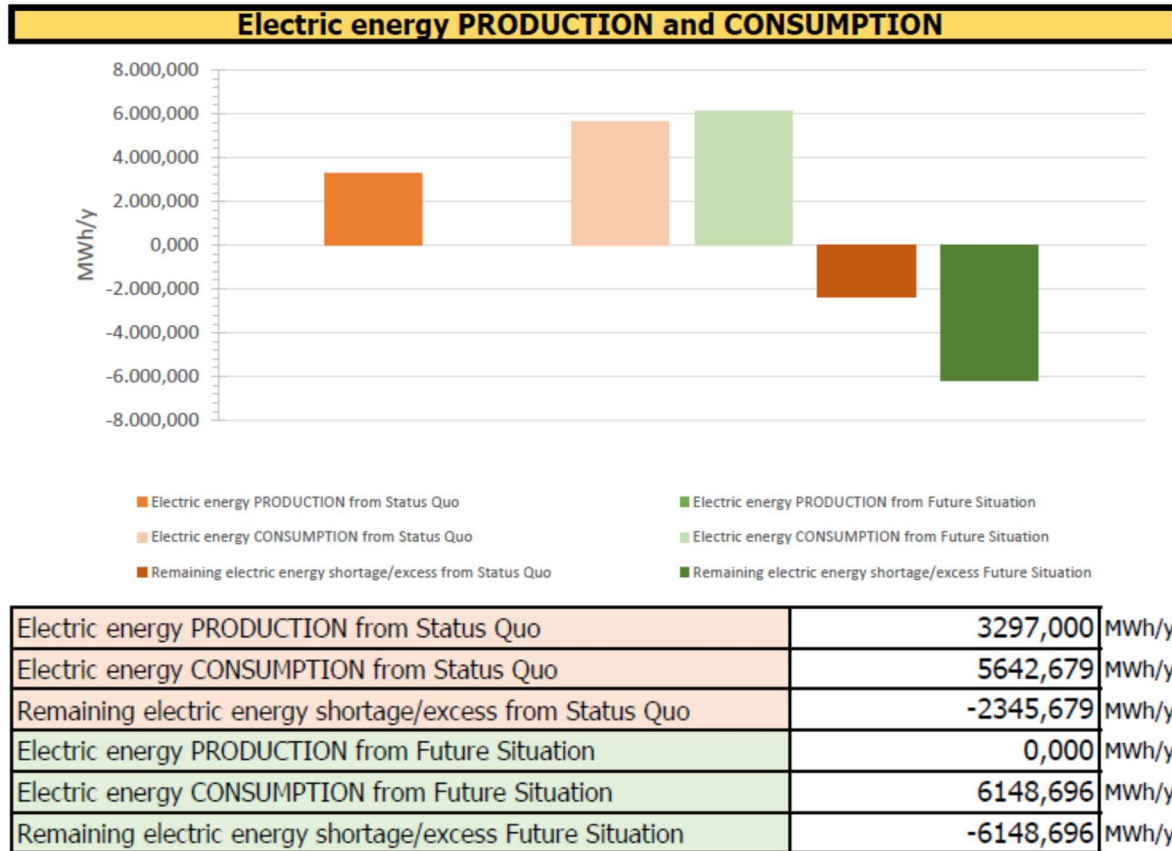 Electric energy PRODUCTION and CONSUMPTION
8.000,000
6.000,000
4.000,000
2.000,000
0,000
-2.000,000
-4.000,000
-6.000,000
-8.000,000
MWh/y
Electric energy PRODUCTION from Status Quo
Electric energy PRODUCTION from Future Situation
Electric energy CONSUMPTION from Status Quo
Electric energy CONSUMPTION from Future Situation
Remaining electric energy shortage/excess from Status Quo
Remaining electric energy shortage/excess Future Situation
Electric energy PRODUCTION from Status Quo 3297,000 MWh/y
Electric energy CONSUMPTION from Status Quo 5642,679 MWh/y
Remaining electric energy shortage/excess from Status Quo -2345,679 MWh/y
Electric energy PRODUCTION from Future Situation 0,000 MWh/y
Electric energy CONSUMPTION from Future Situation 6148,696 MWh/y
Remaining electric energy shortage/excess Future Situation -6148,696 MWh/y